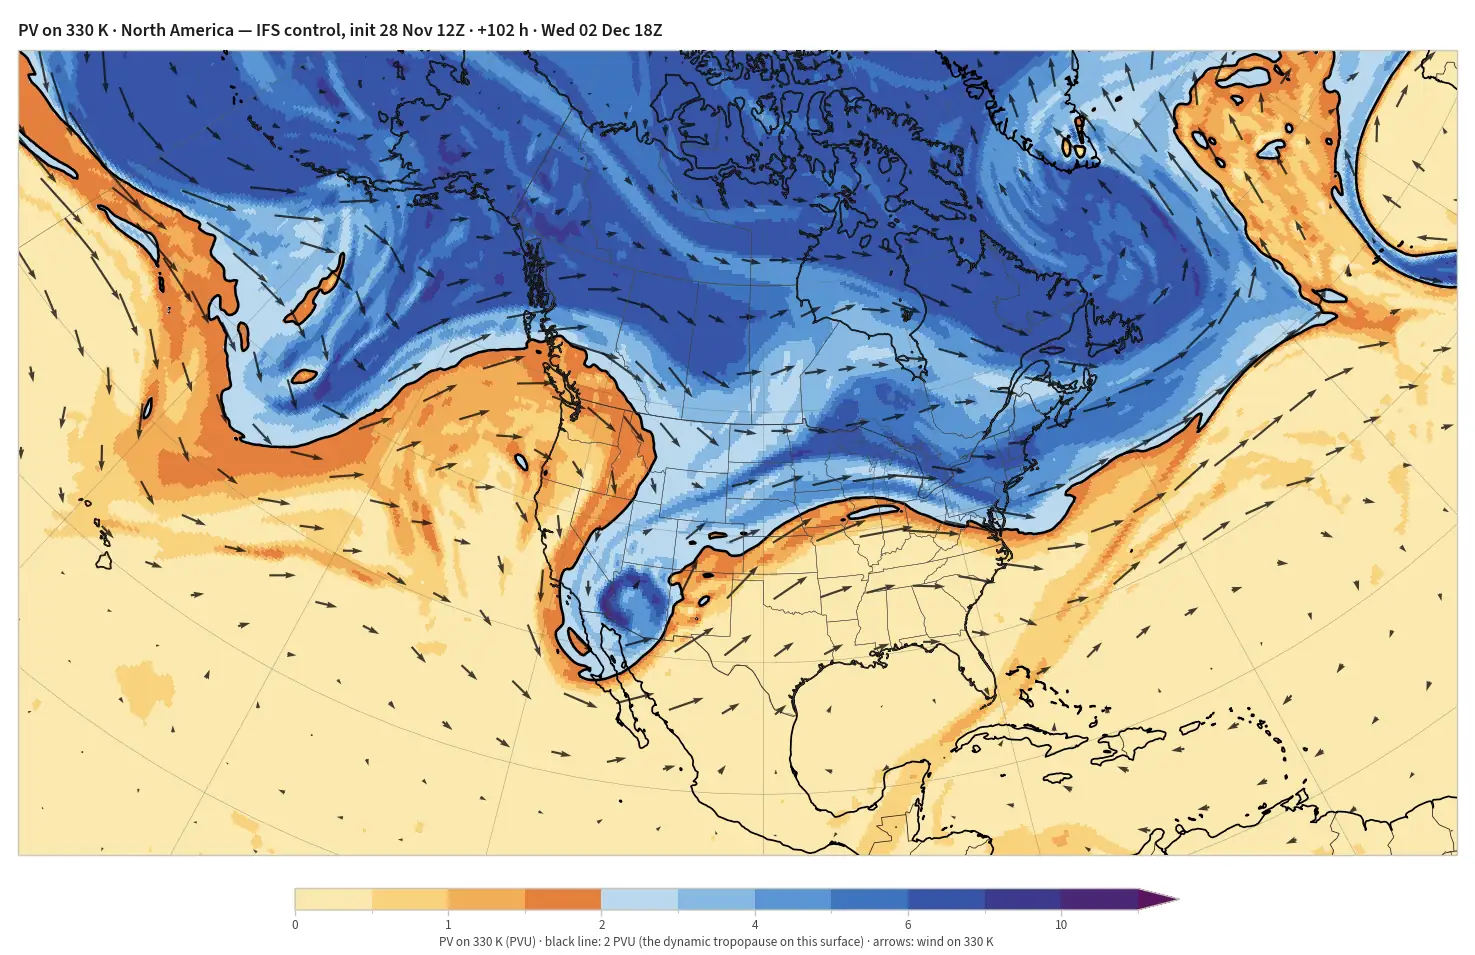 PV on 330 K · North America — IFS control, init 28 Nov 12Z · +102 h · Wed 02 Dec 18Z
0 1 2 4 6 10
PV on 330 K (PVU) · black line: 2 PVU (the dynamic tropopause on this surface) · arrows: wind on 330 K